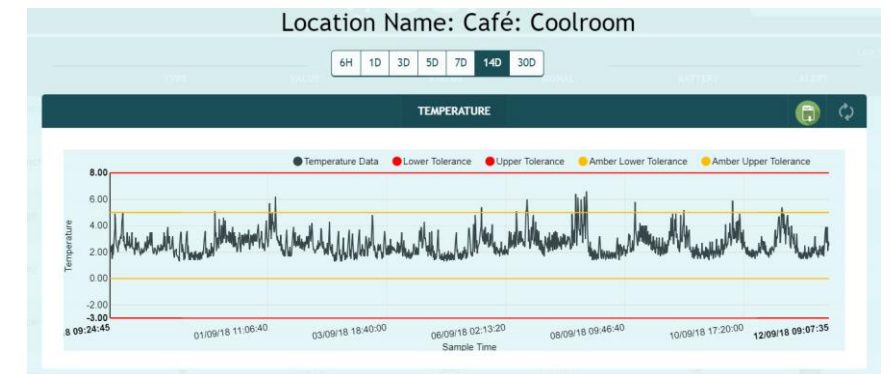 Location Name: Café: Coolroom
6H 1D 3D 5D 7D 14D 30D
TEMPERATURE
Temperature Data Lower Tolerance Upper Tolerance Amber Lower Tolerance Amber Upper Tolerance
8.00
6.00
4.00
2.00
0.00
-2.00
-3.00
Temperature
8 09:24:45 01/09/18 11:06:40 03/09/18 18:40:00 06/09/18 02:13:20 08/09/18 09:46:40 10/09/18 17:20:00 12/09/18 09:07:35
Sample Time